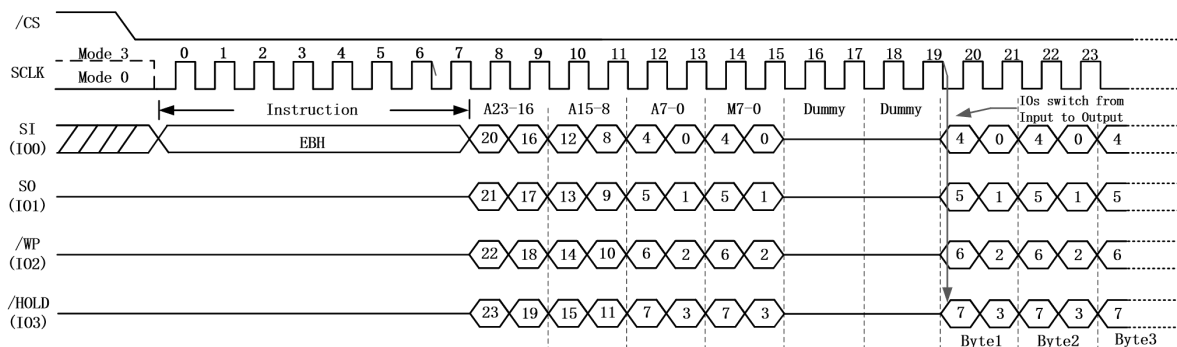 /CS
Mode 3 0 1 2 3 4 5 6 7 8 9 10 11 12 13 14 15 16 17 18 19 20 21 22 23
SCLK
Mode 0
Instruction A23-16 A15-8 A7-0 M7-0 Dummy Dummy IOs switch from
Input to Output
SI
(IO0)
EBH 20 16 12 8 4 0 4 0 4 0 4 0 4
SO
(IO1)
21 17 13 9 5 1 5 1 5 1 5 1 5
/WP
(IO2)
22 18 14 10 6 2 6 2 6 2 6 2 6
/HOLD
(IO3)
23 19 15 11 7 3 7 3 7 3 7 3 7
Byte1 Byte2 Byte3